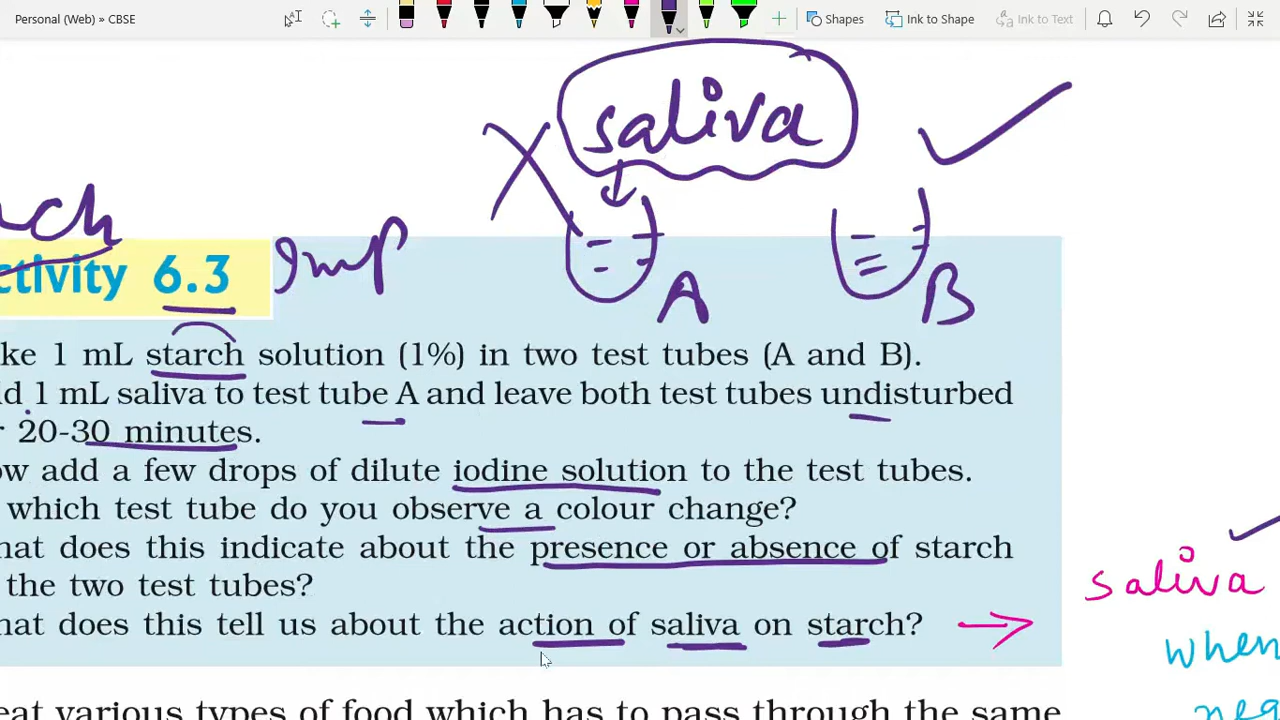 Personal (Web) » CBSE
Shapes
Ink to Shape
Ink to Text
saliva
ch
ctivity 6.3
Imp
A
B
ke 1 mL starch solution (1%) in two test tubes (A and B).
d 1 mL saliva to test tube A and leave both test tubes undisturbed
r 20-30 minutes.
ow add a few drops of dilute iodine solution to the test tubes.
which test tube do you observe a colour change?
hat does this indicate about the presence or absence of starch
the two test tubes?
hat does this tell us about the action of saliva on starch?
saliva
when
eat various types of food which has to pass through the same